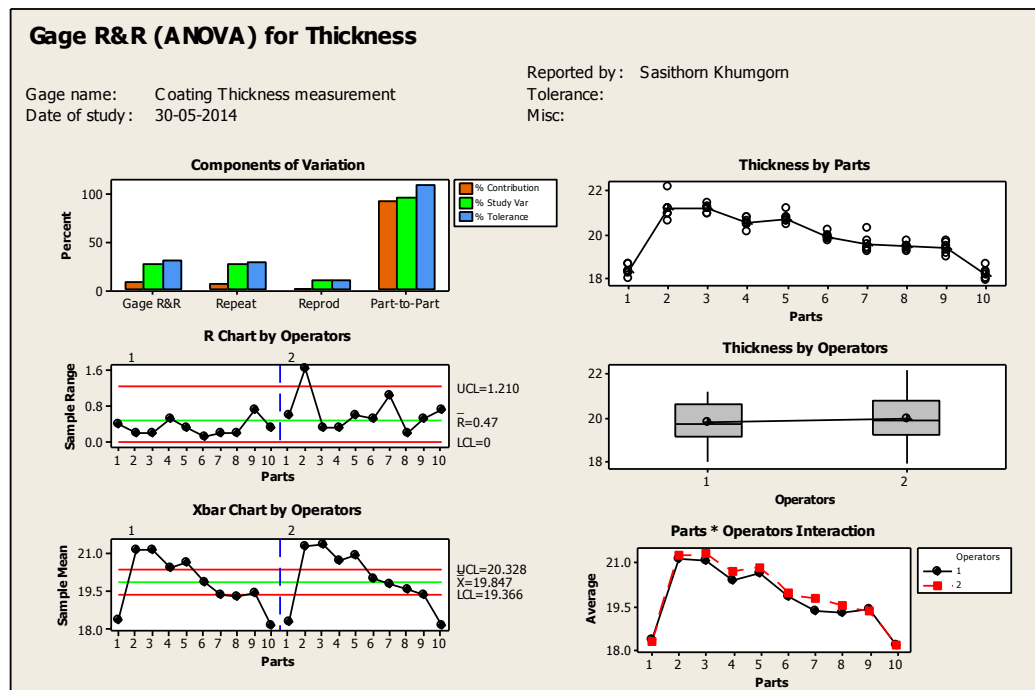 Gage R&R (ANOVA) for Thickness
Reported by: Sasithorn Khumgorn
Gage name: Coating Thickness measurement
Tolerance:
Date of study: 30-05-2014
Misc:
Components of Variation
100
50
0
Percent
Gage R&R Repeat Reprod Part-to-Part
% Contribution
% Study Var
% Tolerance
Thickness by Parts
22
20
18
1 2 3 4 5 6 7 8 9 10
Parts
R Chart by Operators
1 2
1.6
0.8
0.0
Sample Range
UCL=1.210
R=0.47
LCL=0
1 2 3 4 5 6 7 8 9 10 1 2 3 4 5 6 7 8 9 10
Parts
Thickness by Operators
22
20
18
1 2
Operators
Xbar Chart by Operators
1 2
21.0
19.5
18.0
Sample Mean
UCL=20.328
X=19.847
LCL=19.366
1 2 3 4 5 6 7 8 9 10 1 2 3 4 5 6 7 8 9 10
Parts
Parts * Operators Interaction
21.0
19.5
18.0
Average
1 2 3 4 5 6 7 8 9 10
Parts
Operators
1
2